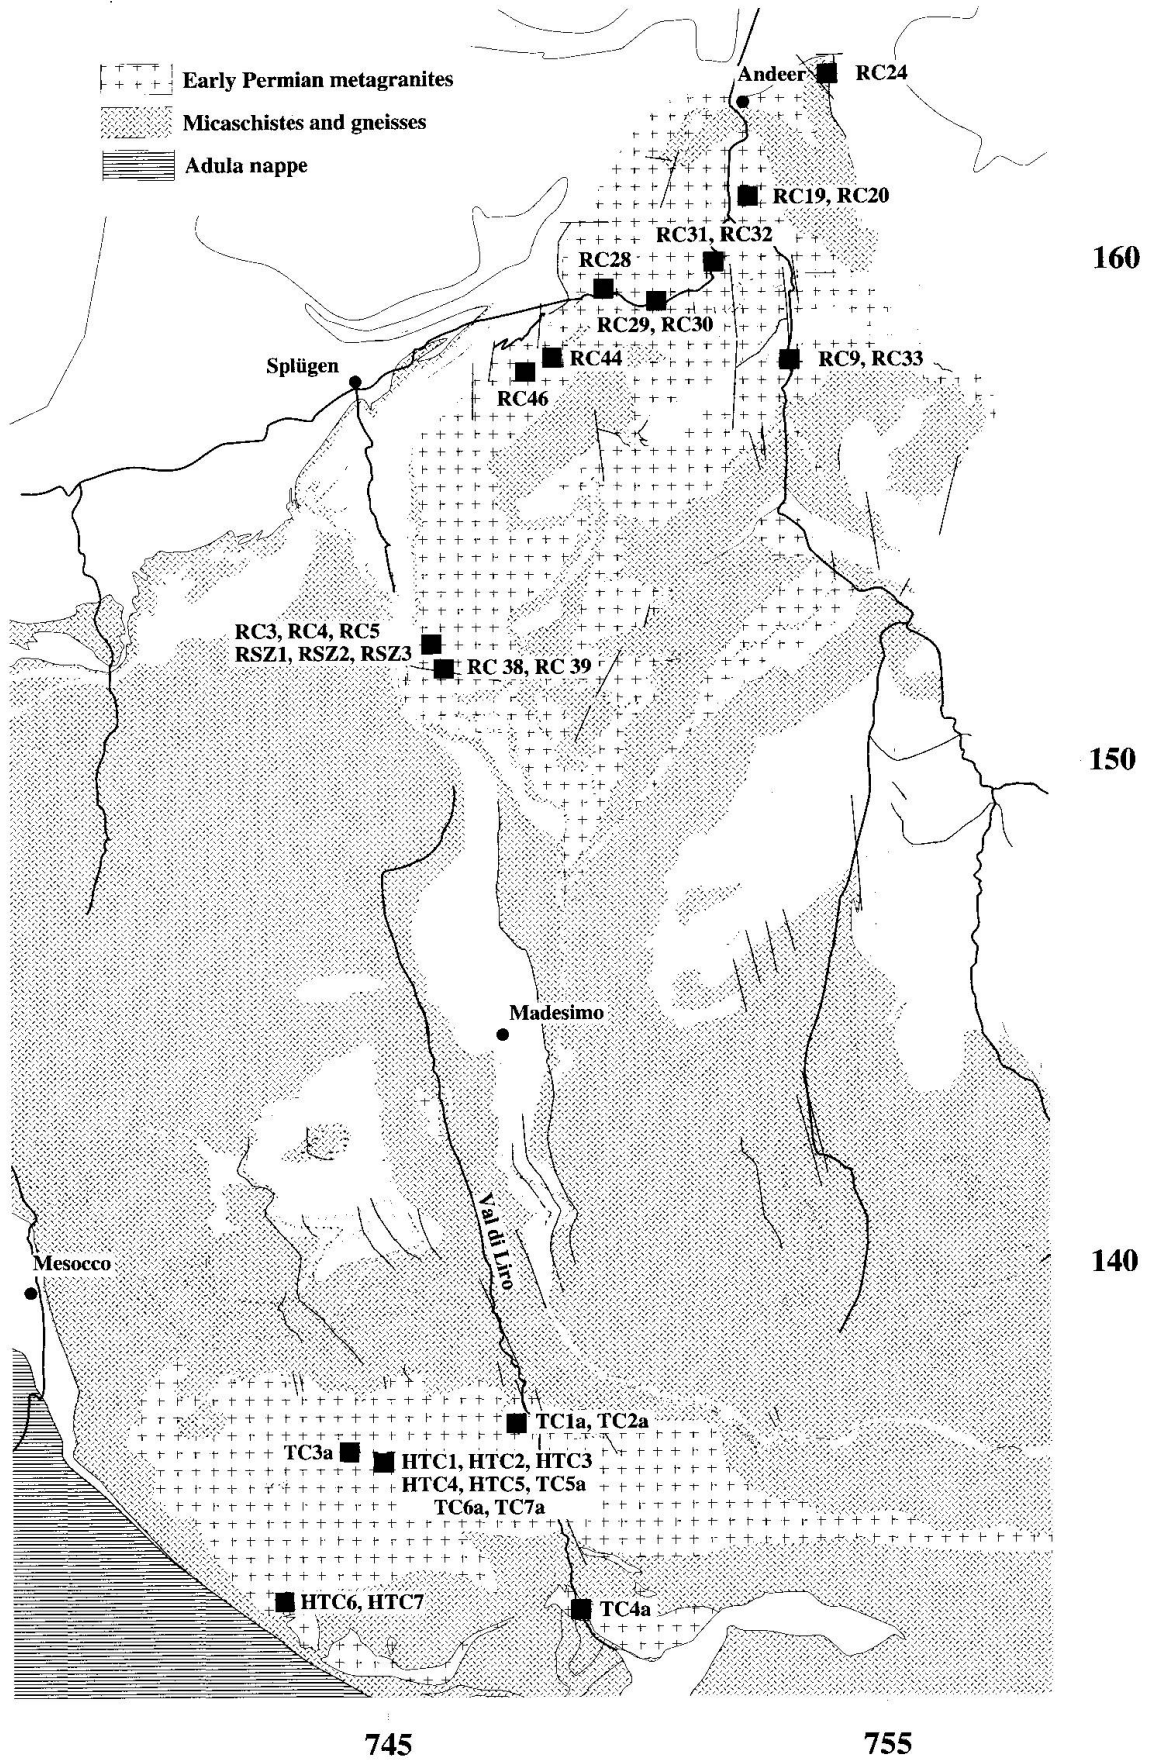 Early Permian metagranites
Micaschistes and gneisses
Adula nappe
Andeer
RC24
RC19, RC20
RC31, RC32
160
RC28
RC29, RC30
Splügen
RC44
RC9, RC33
RC46
RC3, RC4, RC5
RSZ1, RSZ2, RSZ3
RC 38, RC 39
150
Madesimo
Val di Liro
Mesocco
140
TC1a, TC2a
TC3a
HTC1, HTC2, HTC3
HTC4, HTC5, TC5a
TC6a, TC7a
HTC6, HTC7
TC4a
745
755